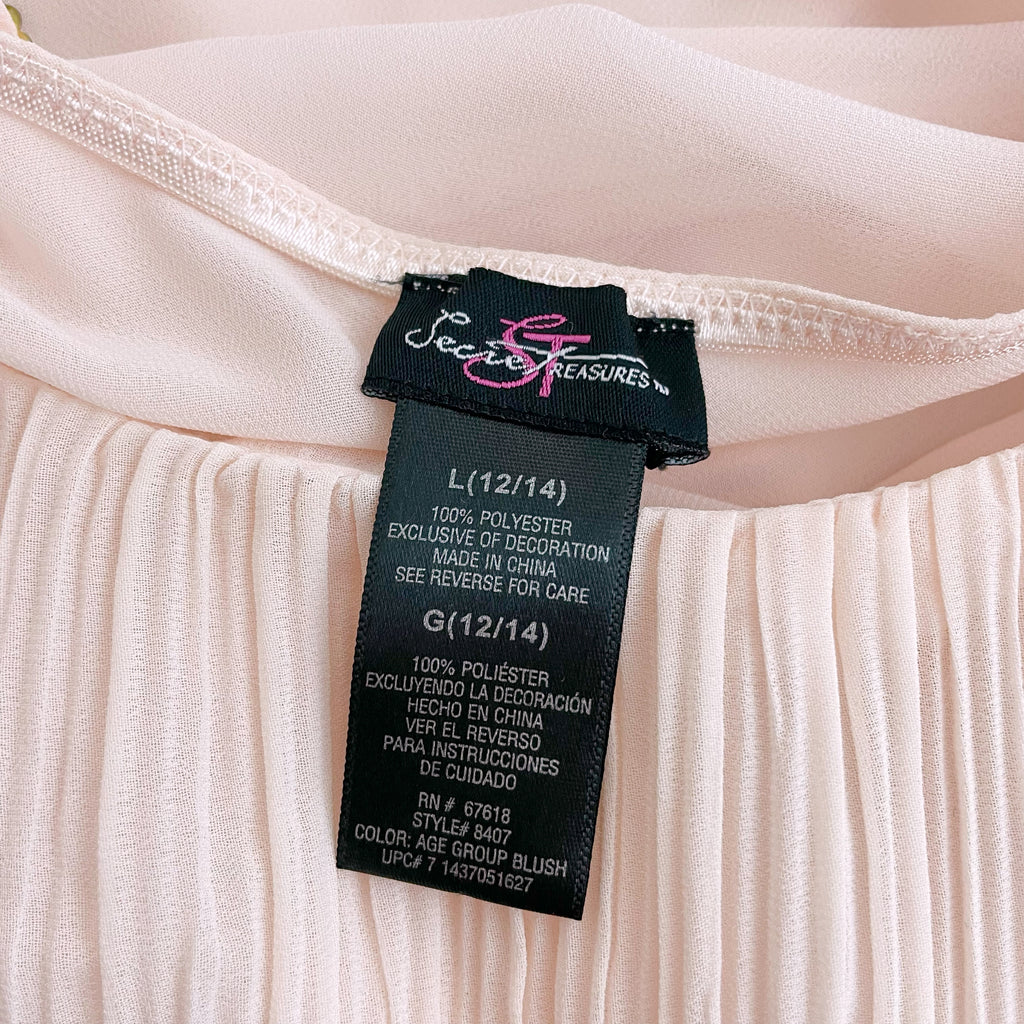 Secret TREASURES™
ST
L(12/14)
100% POLYESTER
EXCLUSIVE OF DECORATION
MADE IN CHINA
SEE REVERSE FOR CARE
G(12/14)
100% POLIÉSTER
EXCLUYENDO LA DECORACIÓN
HECHO EN CHINA
VER EL REVERSO
PARA INSTRUCCIONES
DE CUIDADO
RN # 67618
STYLE# 8407
COLOR: AGE GROUP BLUSH
UPC# 7 1437051627